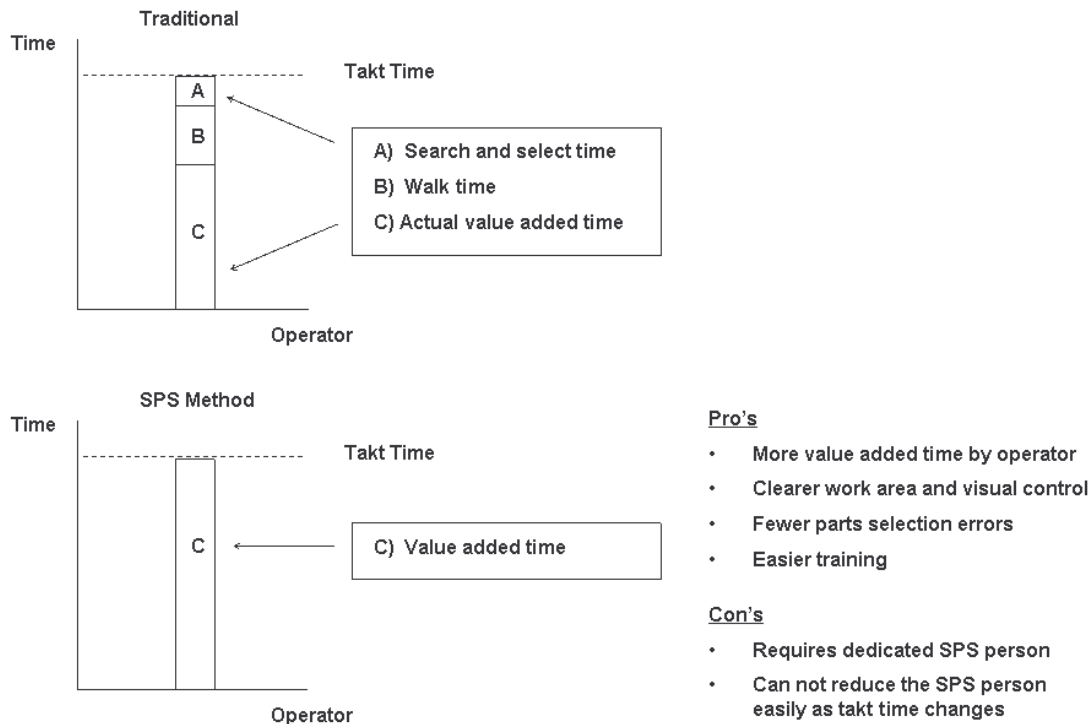 Traditional
Time
Takt Time
A
B
C
A) Search and select time
B) Walk time
C) Actual value added time
Operator
SPS Method
Time
Takt Time
C
C) Value added time
Operator
Pro's
• More value added time by operator
• Clearer work area and visual control
• Fewer parts selection errors
• Easier training
Con's
• Requires dedicated SPS person
• Can not reduce the SPS person
easily as takt time changes